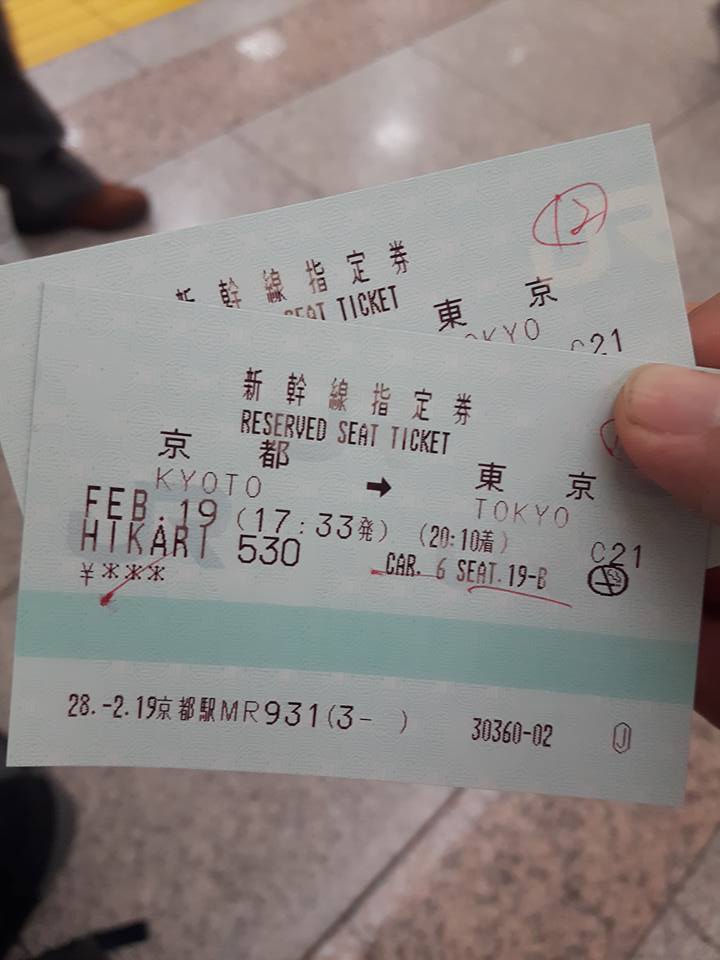 12
新幹線指定券
SEAT TICKET
東京
TOKYO
C21
新幹線指定券
RESERVED SEAT TICKET
京都 → 東京
KYOTO TOKYO
FEB.19 (17:33発) (20:10着) C21
HIKARI 530 CAR. 6 SEAT.19-B
¥***
28.-2.19京都駅MR931(3- ) 30360-02 J